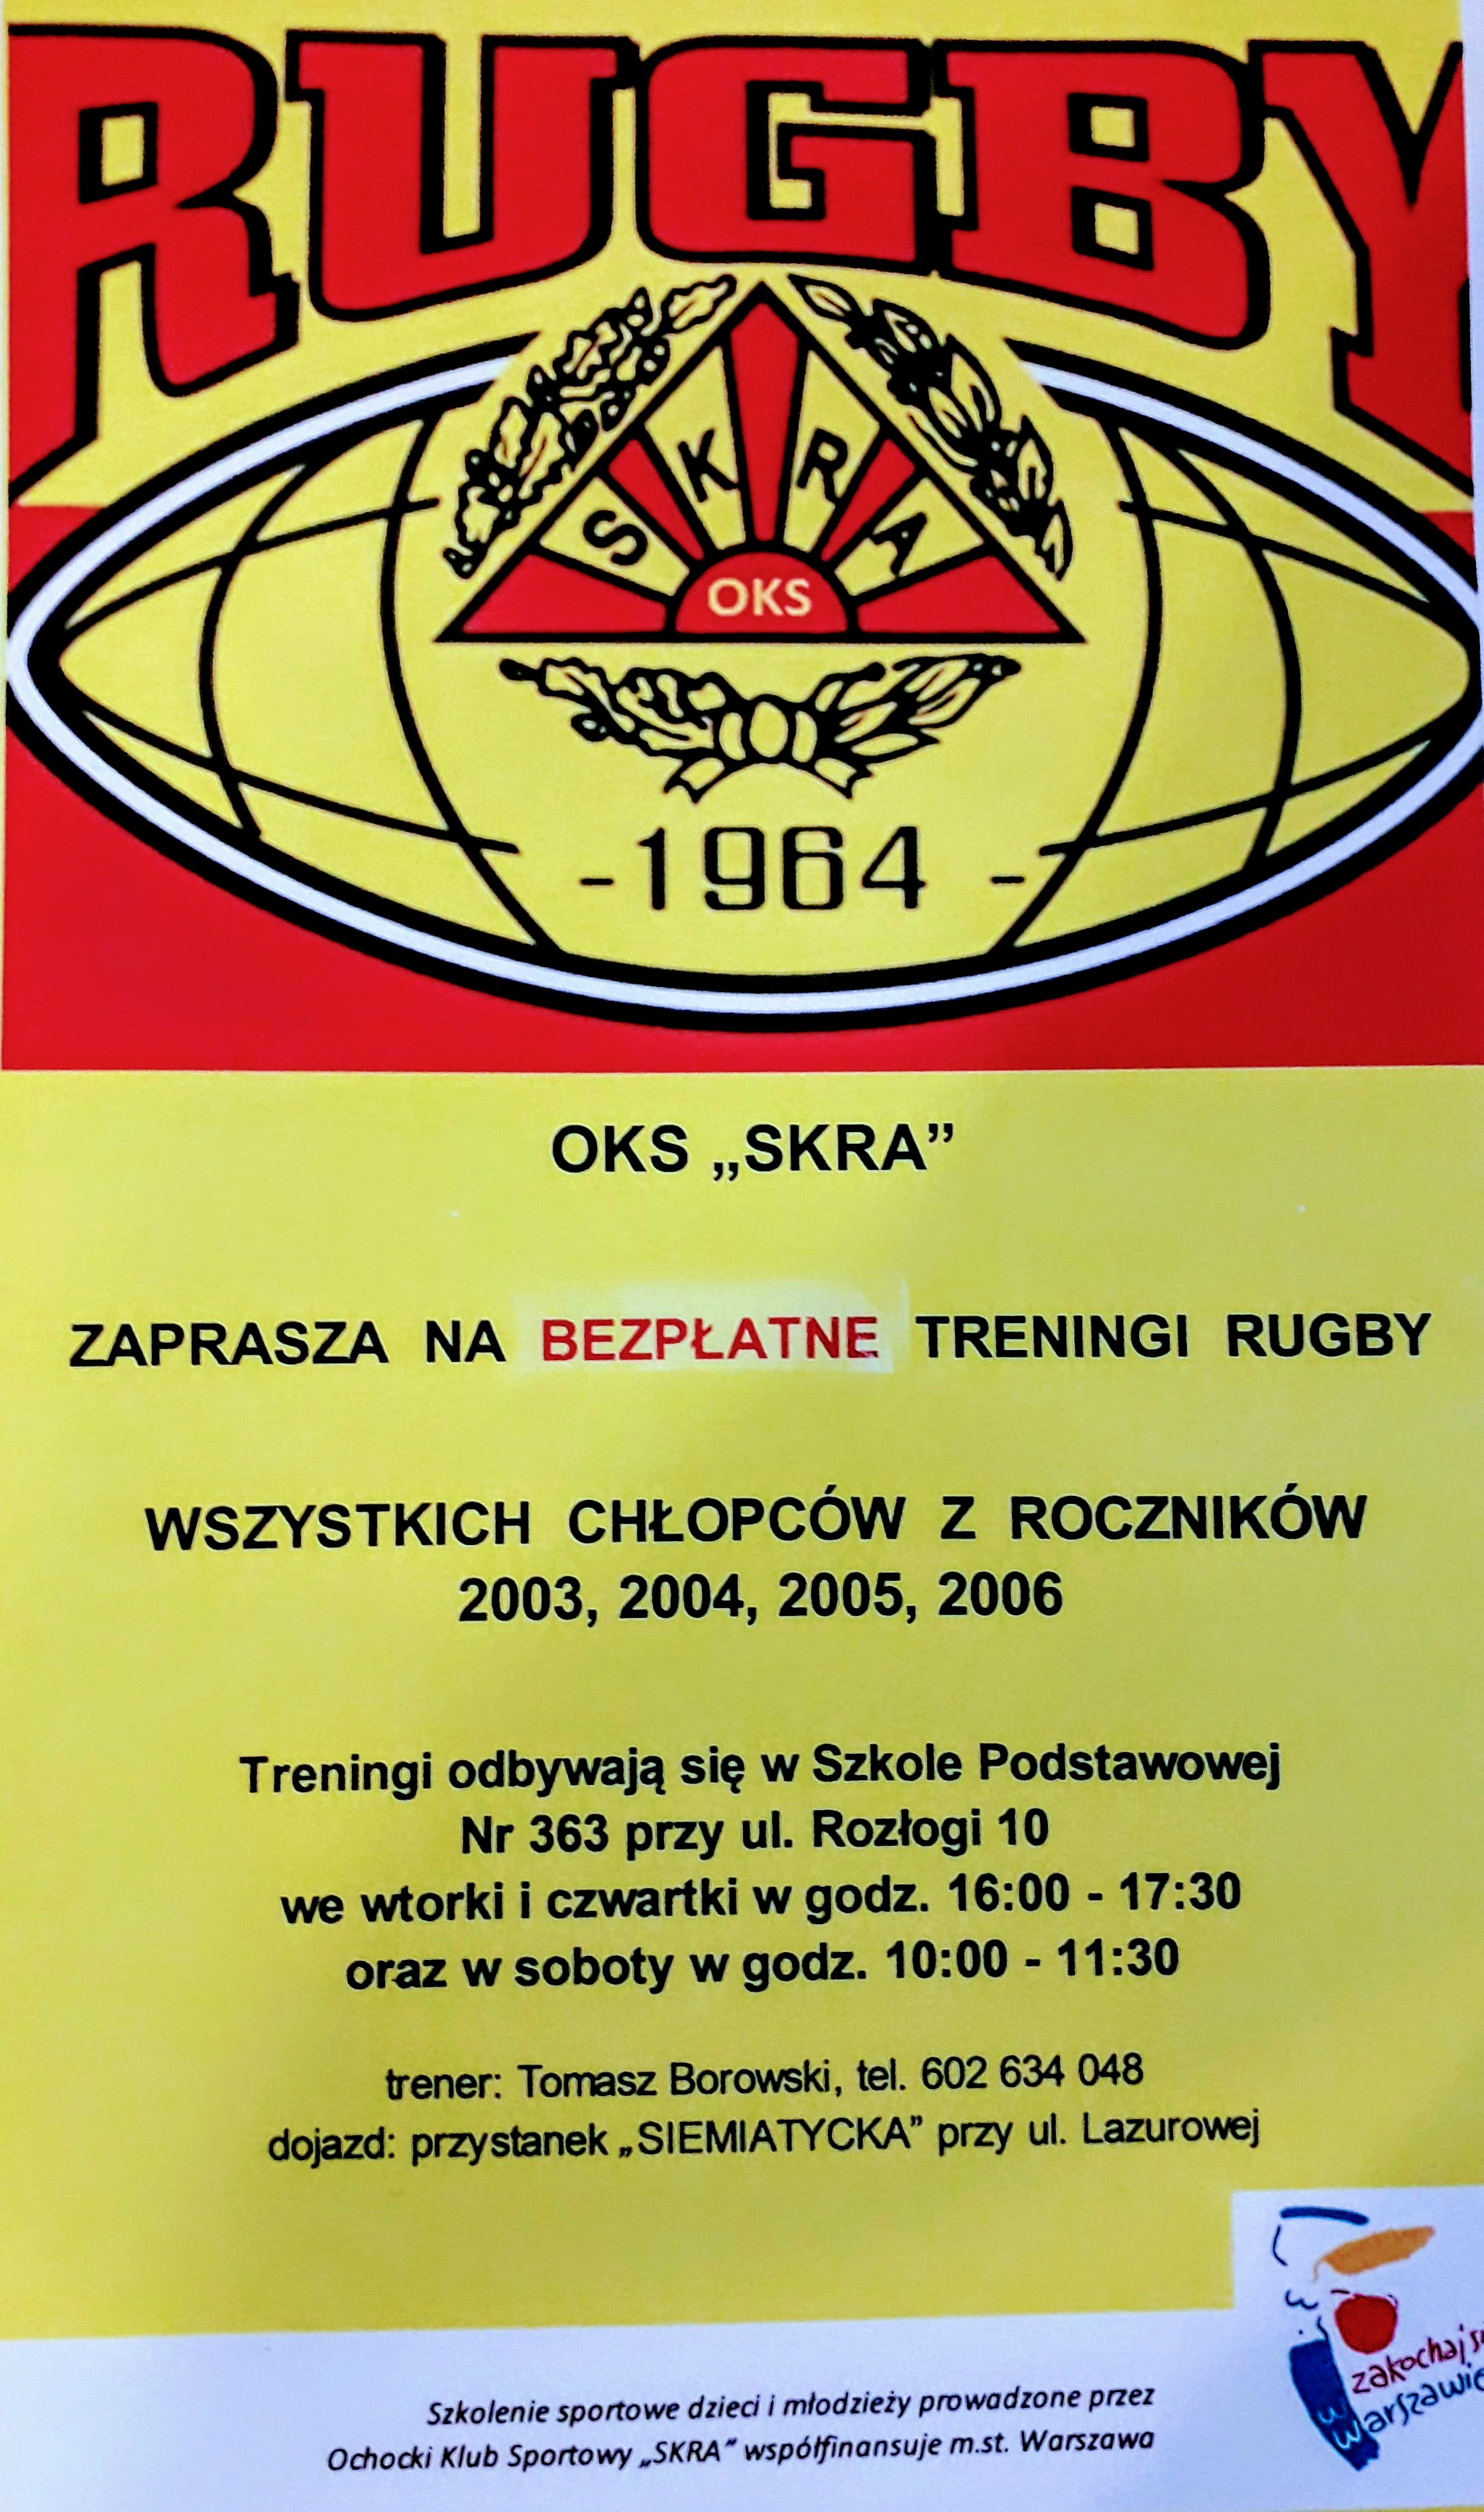 RUGBY
SKRA
OKS
-1964 -
OKS „SKRA”
ZAPRASZA NA BEZPŁATNE TRENINGI RUGBY
WSZYSTKICH CHŁOPCÓW Z ROCZNIKÓW
2003, 2004, 2005, 2006
Treningi odbywają się w Szkole Podstawowej
Nr 363 przy ul. Rozłogi 10
we wtorki i czwartki w godz. 16:00 - 17:30
oraz w soboty w godz. 10:00 - 11:30
trener: Tomasz Borowski, tel. 602 634 048
dojazd: przystanek „SIEMIATYCKA” przy ul. Lazurowej
zakochaj
w
Szkolenie sportowe dzieci i młodzieży prowadzone przez
Ochocki Klub Sportowy „SKRA” współfinansuje m.st. Warszawa